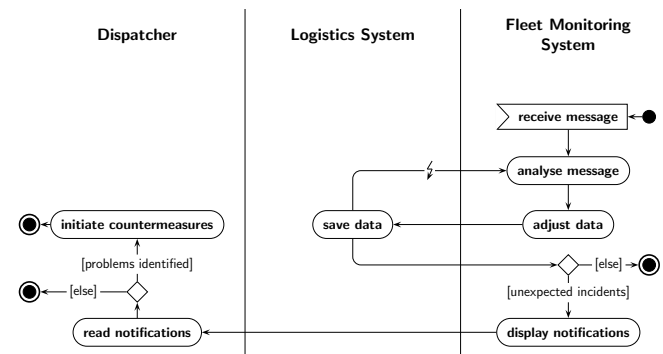 Dispatcher
Logistics System
Fleet Monitoring
System
receive message
analyse message
initiate countermeasures
save data
adjust data
[problems identified]
[else]
[else]
[unexpected incidents]
read notifications
display notifications